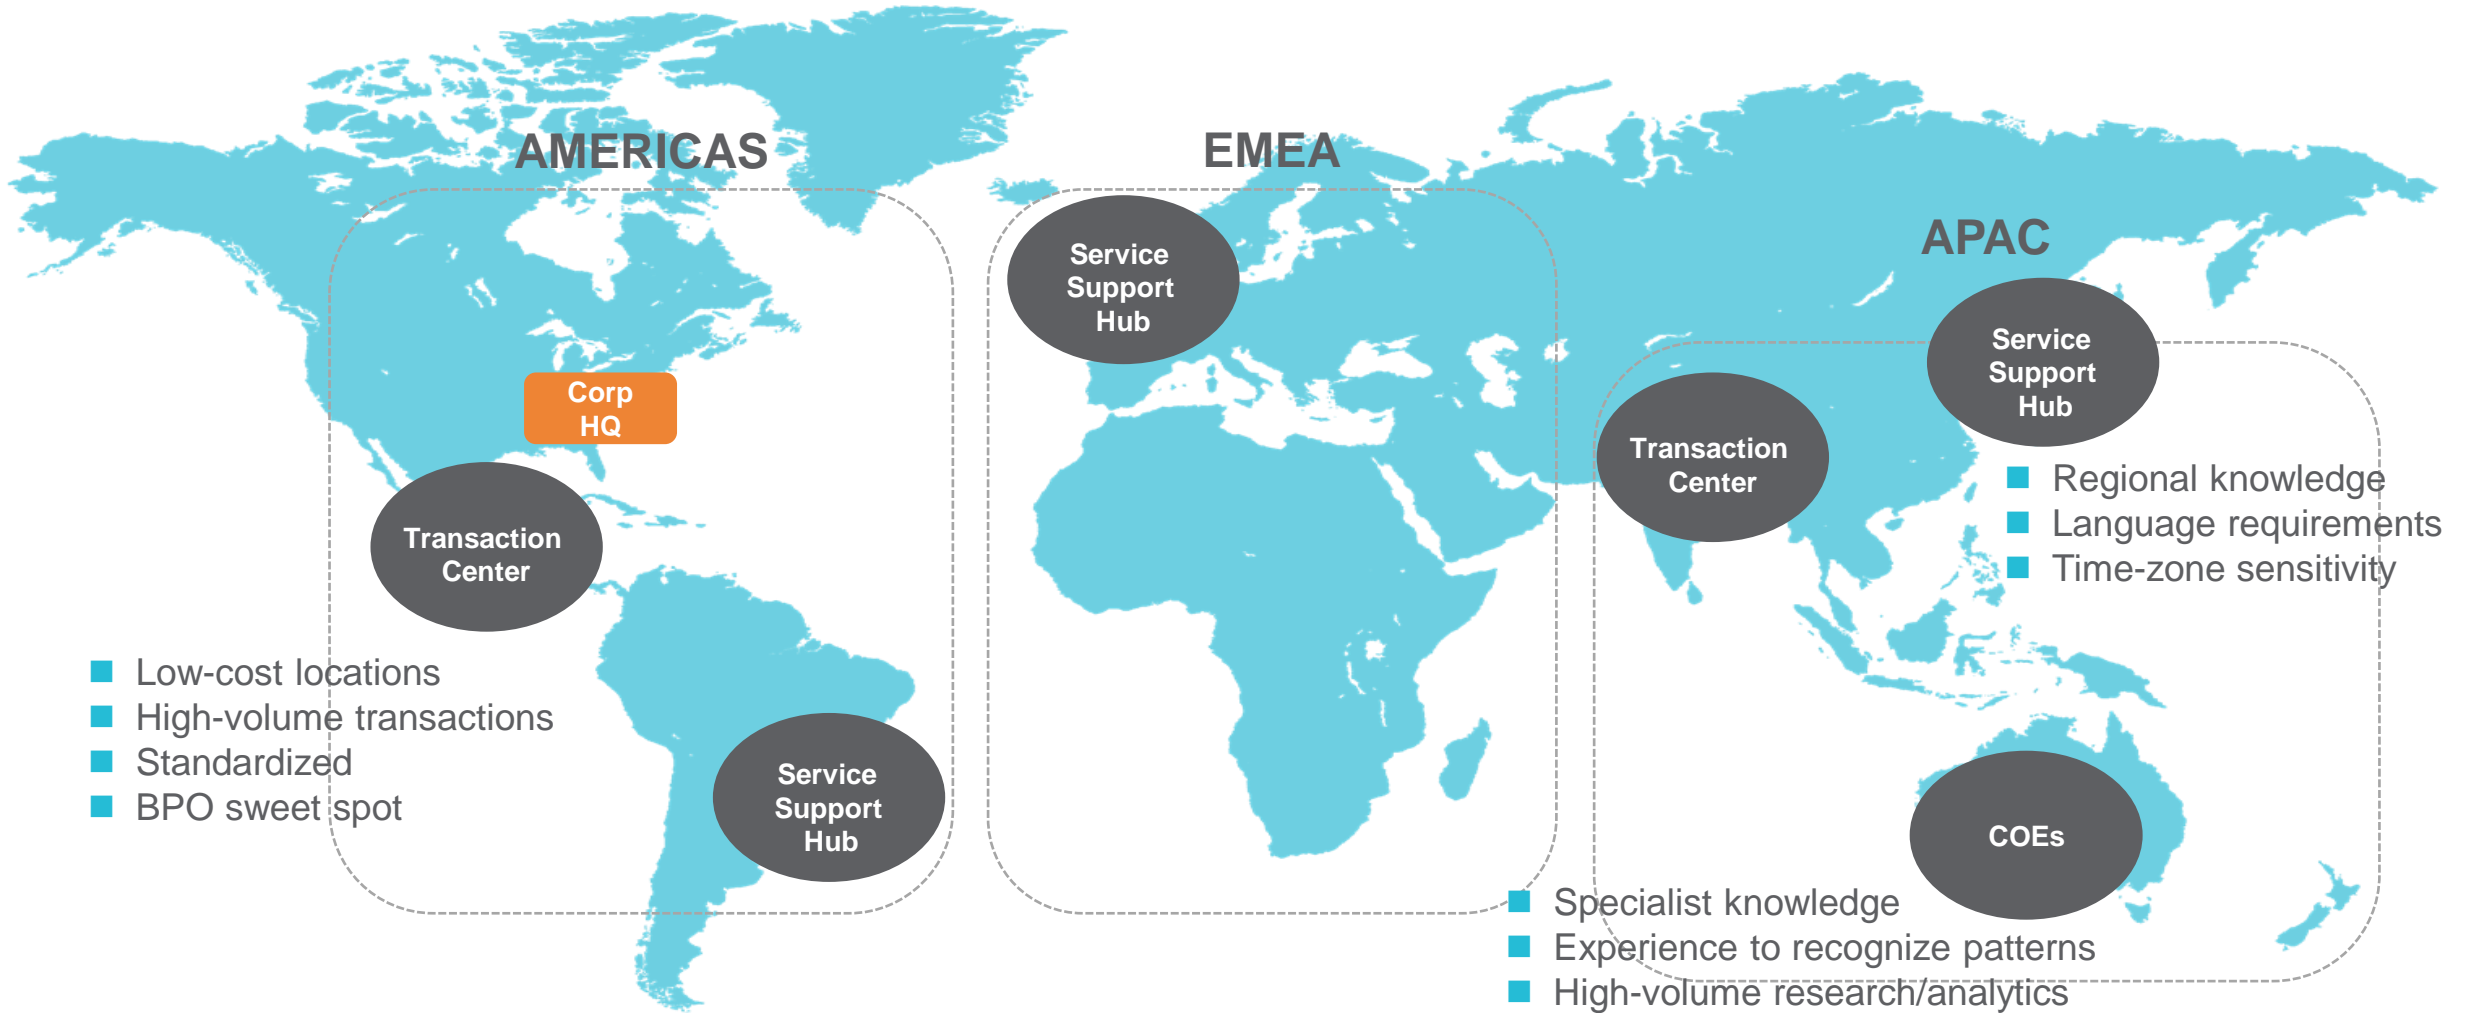 AMERICAS
EMEA
APAC
Service
Support
Hub
Service
Support
Hub
Corp
HQ
Transaction
Center
Transaction
Center
Regional knowledge
Language requirements
Time-zone sensitivity
Low-cost locations
High-volume transactions
Standardized
BPO sweet spot
Service
Support
Hub
COEs
Specialist knowledge
Experience to recognize patterns
High-volume research/analytics